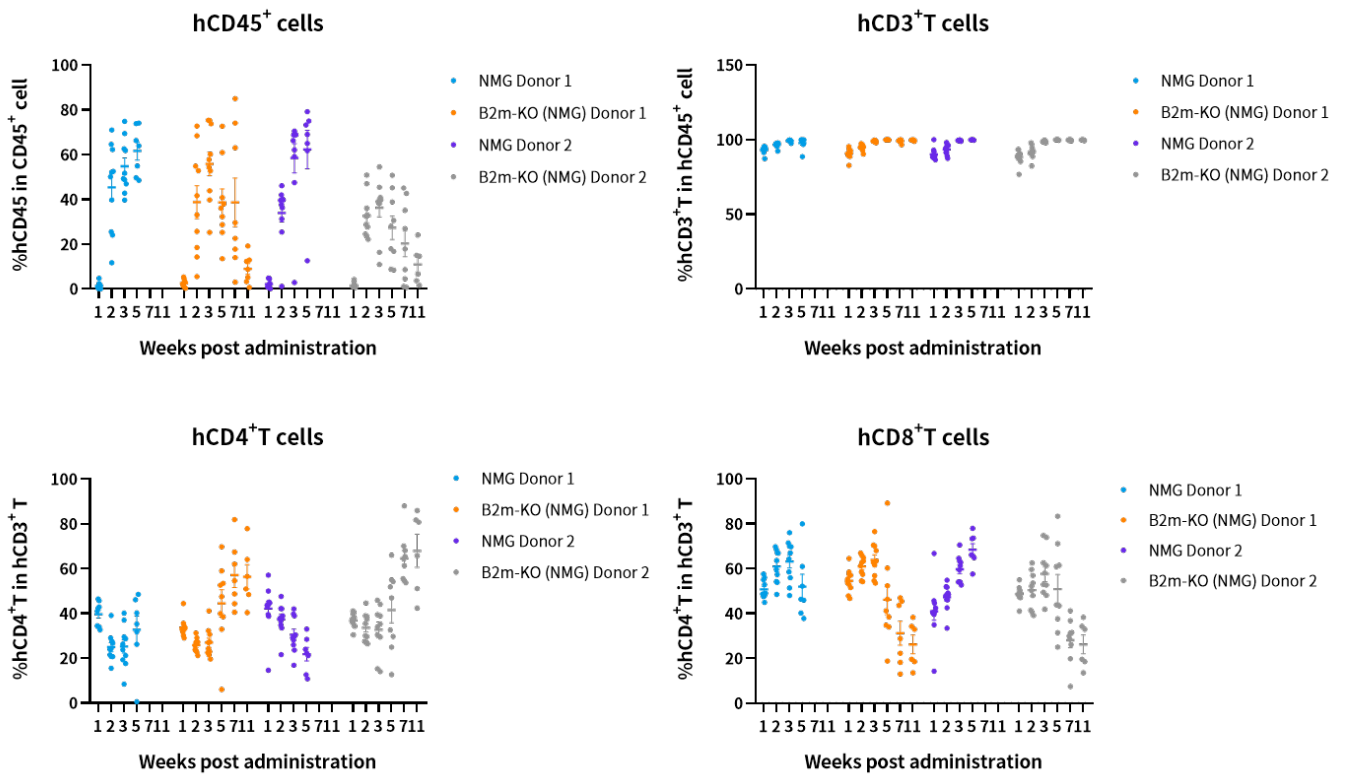 hCD45+ cells
%hCD45 in CD45+ cell
100
80
60
40
20
0
1 2 3 5 7 11 1 2 3 5 7 11 1 2 3 5 7 11 1 2 3 5 7 11
Weeks post administration
NMG Donor 1
B2m-KO (NMG) Donor 1
NMG Donor 2
B2m-KO (NMG) Donor 2
hCD3+T cells
%hCD3+T in hCD45+ cell
150
100
50
0
1 2 3 5 7 11 1 2 3 5 7 11 1 2 3 5 7 11 1 2 3 5 7 11
Weeks post administration
NMG Donor 1
B2m-KO (NMG) Donor 1
NMG Donor 2
B2m-KO (NMG) Donor 2
hCD4+T cells
%hCD4+T in hCD3+ T
100
80
60
40
20
0
1 2 3 5 7 11 1 2 3 5 7 11 1 2 3 5 7 11 1 2 3 5 7 11
Weeks post administration
NMG Donor 1
B2m-KO (NMG) Donor 1
NMG Donor 2
B2m-KO (NMG) Donor 2
hCD8+T cells
%hCD4+T in hCD3+ T
100
80
60
40
20
0
1 2 3 5 7 11 1 2 3 5 7 11 1 2 3 5 7 11 1 2 3 5 7 11
Weeks post administration
NMG Donor 1
B2m-KO (NMG) Donor 1
NMG Donor 2
B2m-KO (NMG) Donor 2